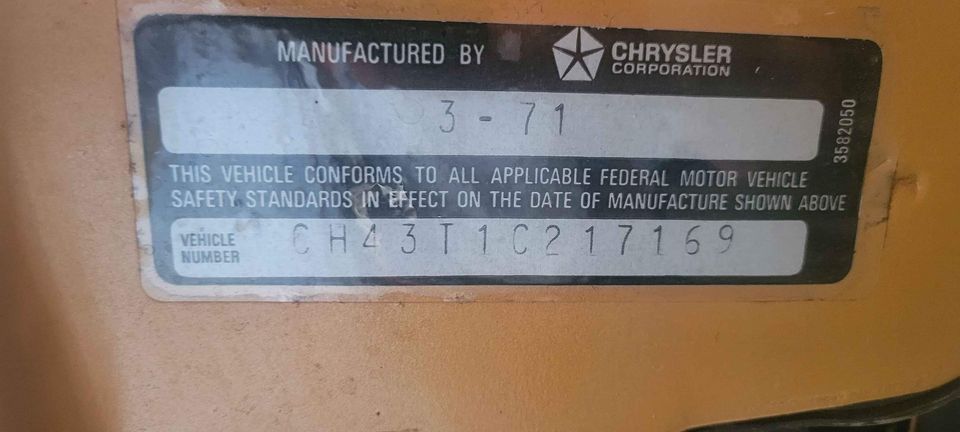 MANUFACTURED BY CHRYSLER CORPORATION
3-71
3582050
THIS VEHICLE CONFORMS TO ALL APPLICABLE FEDERAL MOTOR VEHICLE
SAFETY STANDARDS IN EFFECT ON THE DATE OF MANUFACTURE SHOWN ABOVE
VEHICLE NUMBER CH43T1C217169